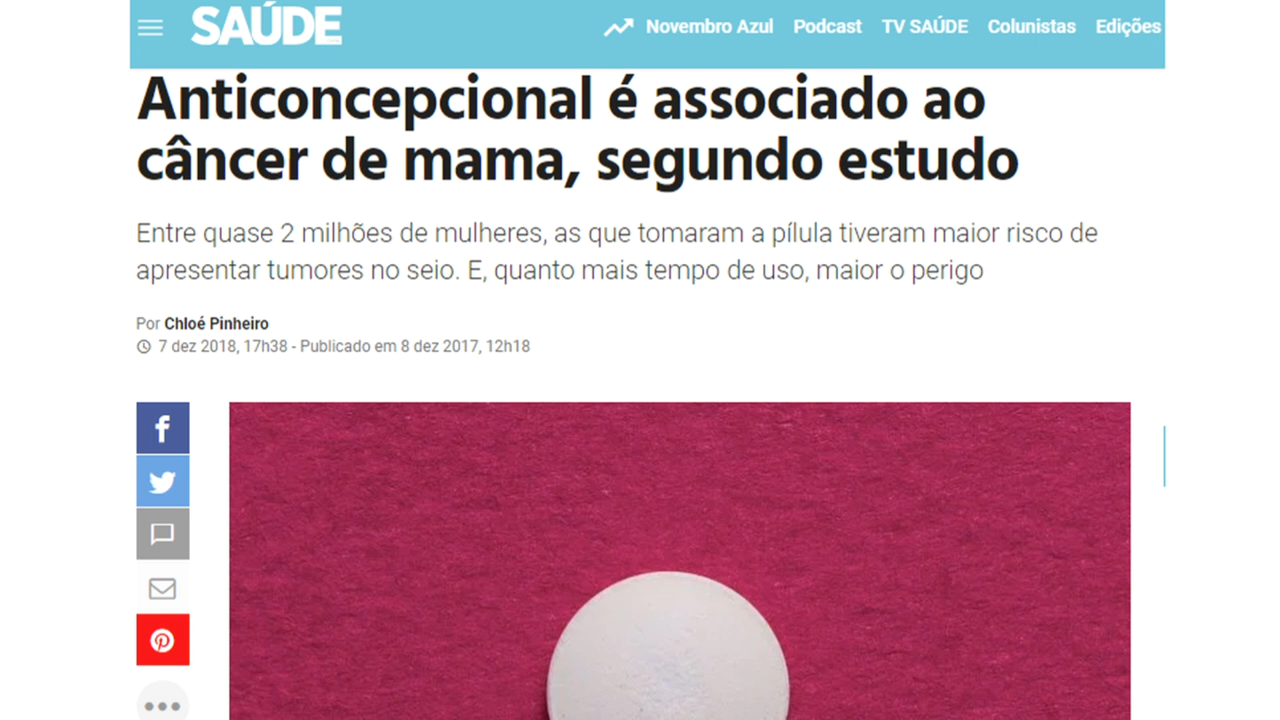 SAÚDE
Novembro Azul Podcast TV SAÚDE Colunistas Edições
Anticoncepcional é associado ao
câncer de mama, segundo estudo
Entre quase 2 milhões de mulheres, as que tomaram a pílula tiveram maior risco de
apresentar tumores no seio. E, quanto mais tempo de uso, maior o perigo
Por Chloé Pinheiro
7 dez 2018, 17h38 - Publicado em 8 dez 2017, 12h18